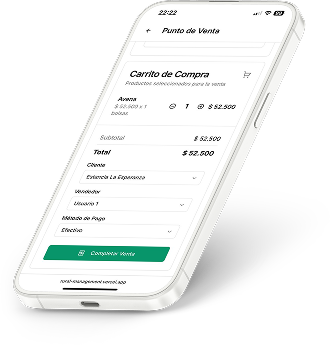 22:22
Punto de Venta
Carrito de Compra
Productos seleccionados para la venta
Avena
$ 52.500 x 1
bolsas
1
$ 52.500
Subtotal
$ 52.500
Total
$ 52.500
Cliente
Estancia La Esperanza
Vendedor
Usuario 1
Método de Pago
Efectivo
Completar Venta
rural-management.vercel.app